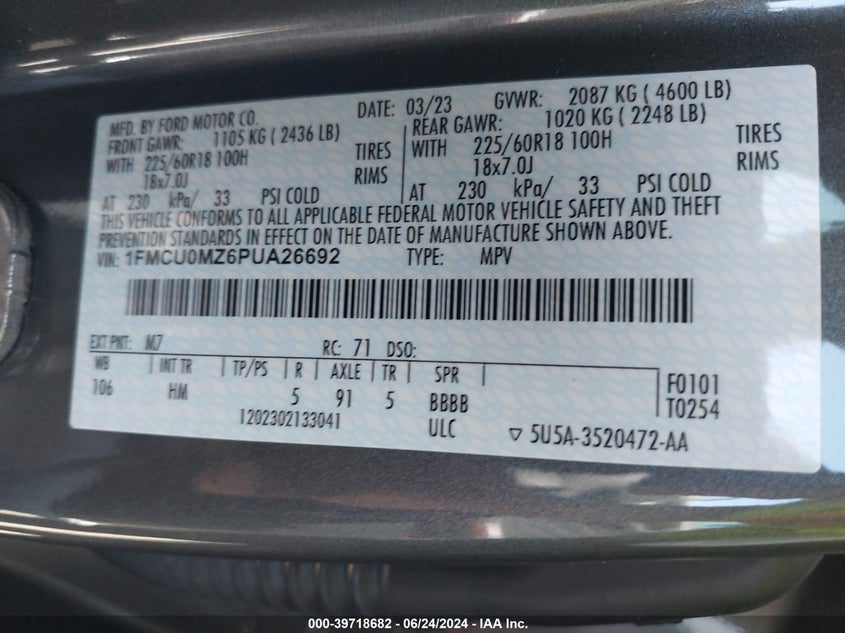 MFD. BY FORD MOTOR CO. DATE: 03/23 GVWR: 2087 KG ( 4600 LB)
FRONT GAWR: 1105 KG ( 2436 LB) REAR GAWR: 1020 KG ( 2248 LB)
WITH 225/60R18 100H TIRES WITH 225/60R18 100H TIRES
18x7.0J RIMS 18x7.0J RIMS
AT 230 kPa/ 33 PSI COLD AT 230 kPa/ 33 PSI COLD
THIS VEHICLE CONFORMS TO ALL APPLICABLE FEDERAL MOTOR VEHICLE SAFETY AND THEFT
PREVENTION STANDARDS IN EFFECT ON THE DATE OF MANUFACTURE SHOWN ABOVE.
VIN: 1FMCU0MZ6PUA26692 TYPE: MPV
EXT PNT: M7 RC: 71 DSO:
WB INT TR TP/PS R AXLE TR SPR F0101
106 HM 5 91 5 BBBB T0254
1202302133041 ULC ▽ 5U5A-3520472-AA
000-39718682 - 06/24/2024 - IAA Inc.